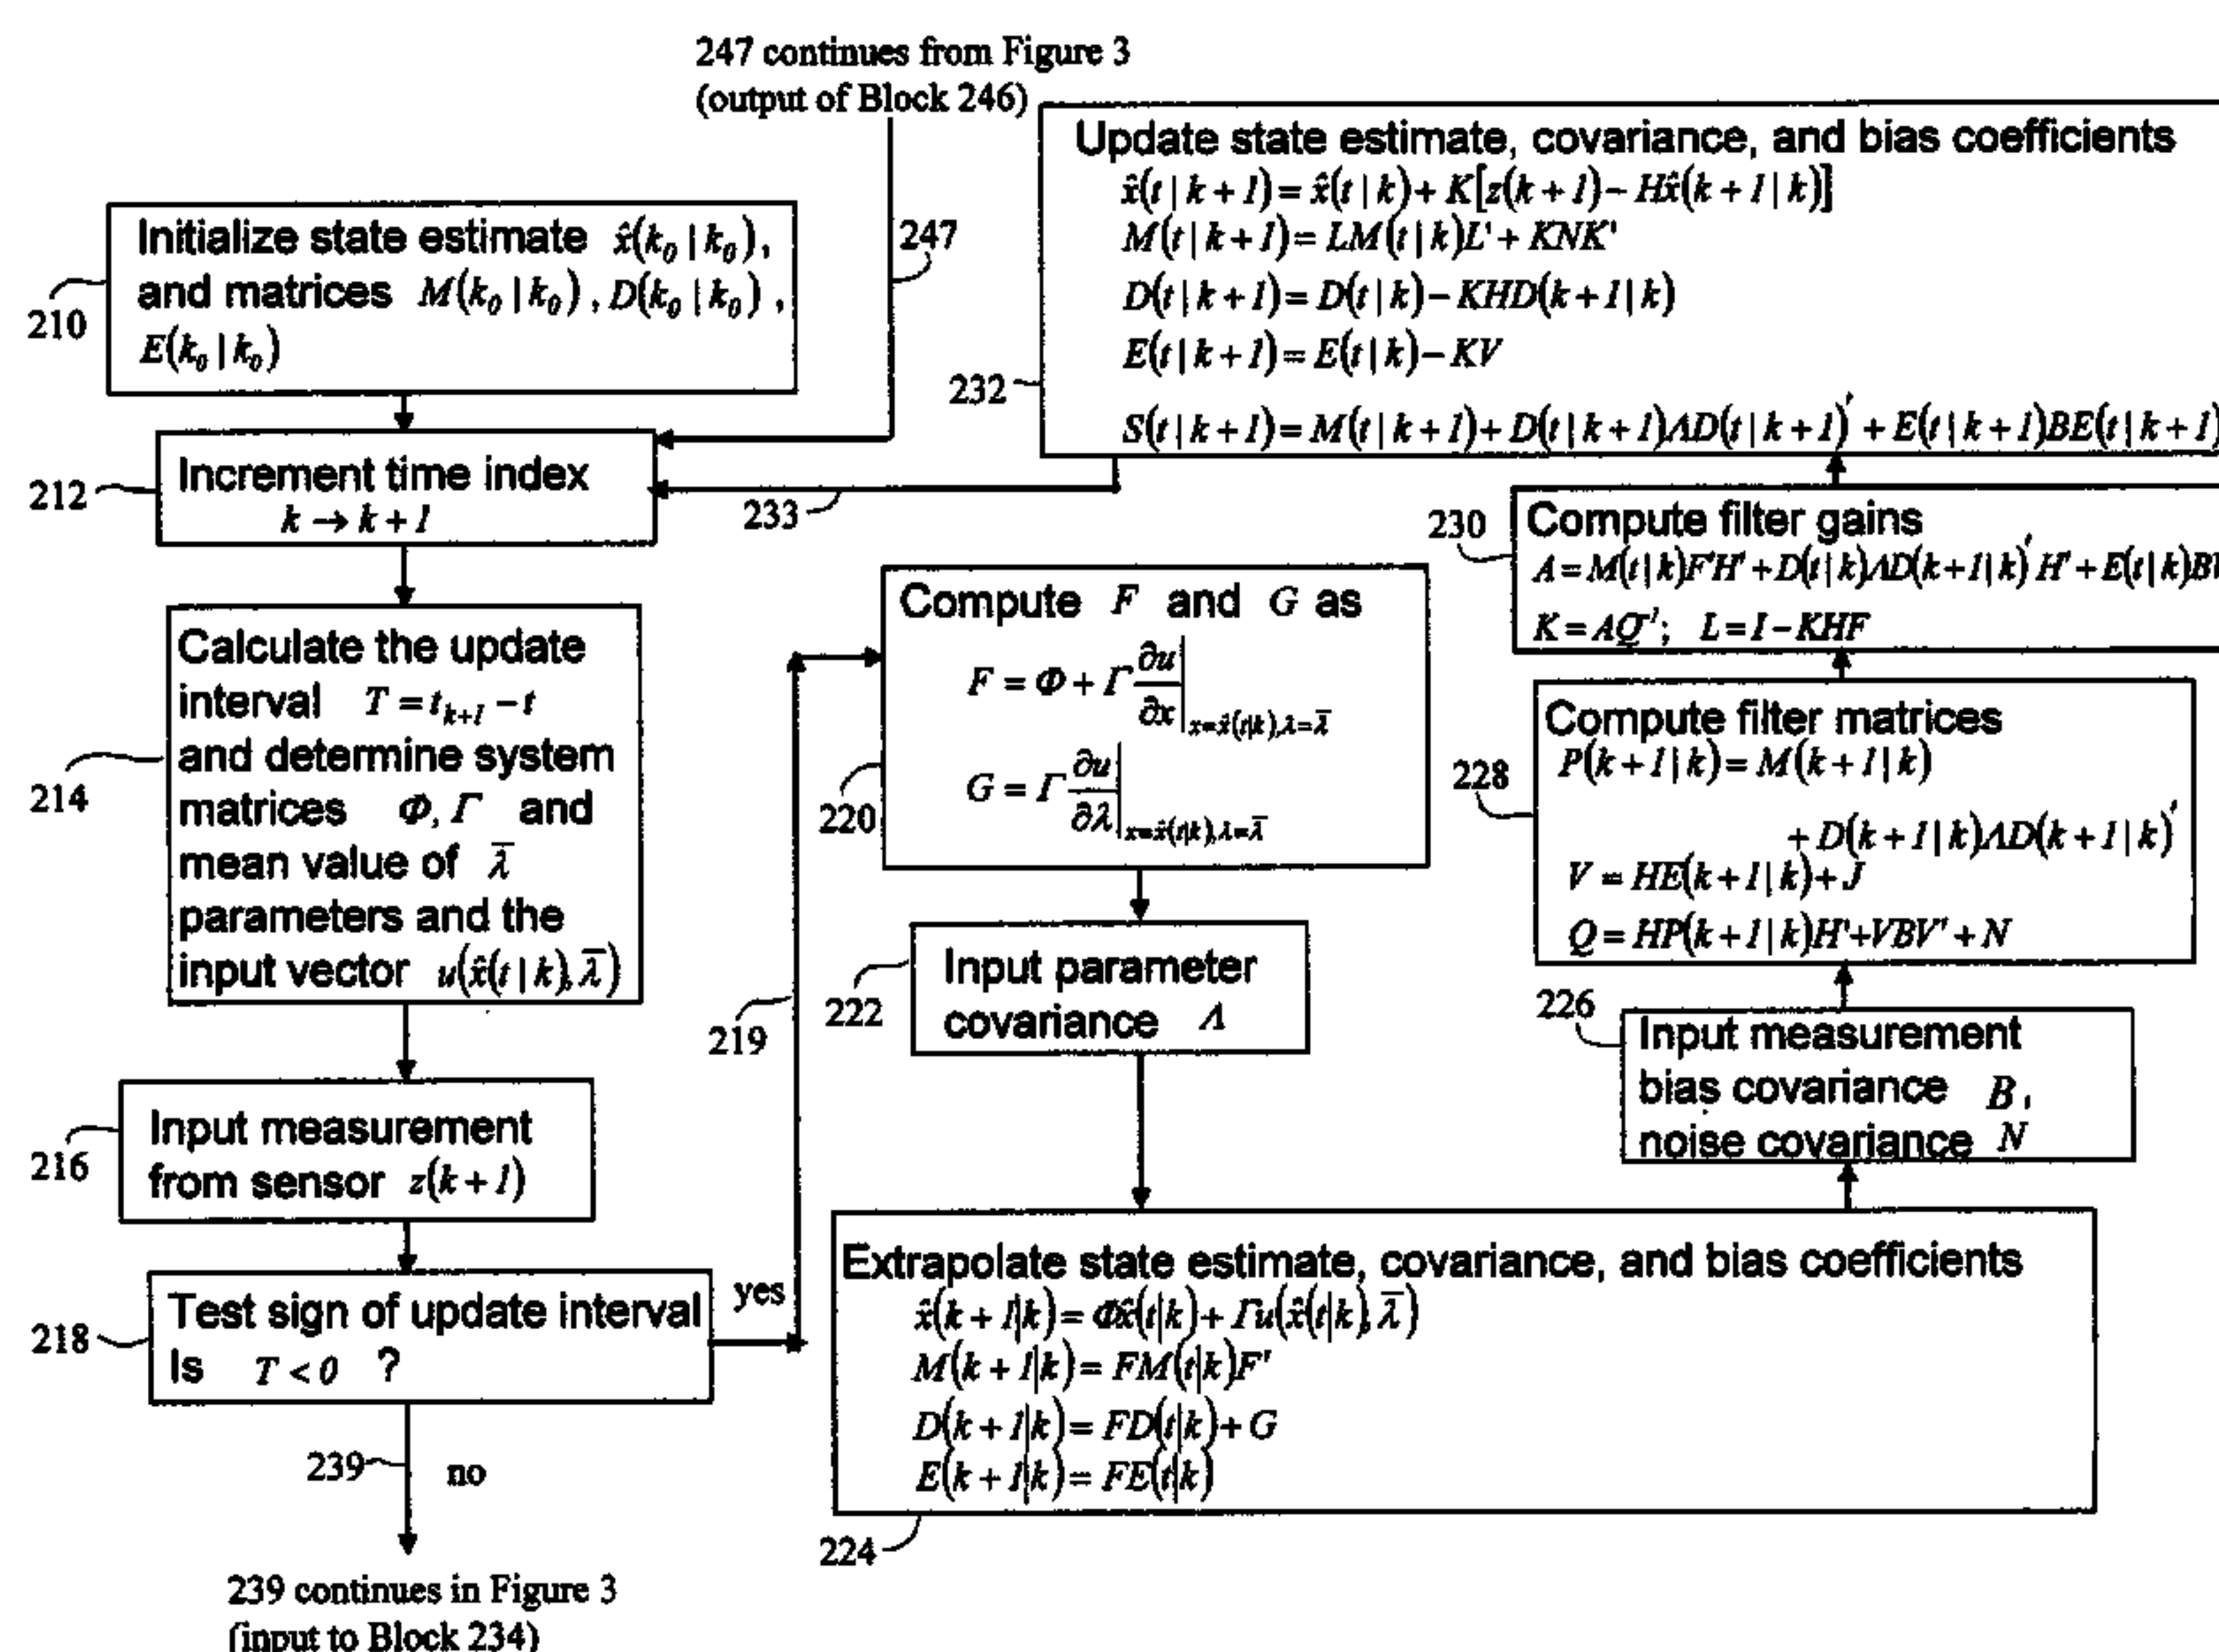 247 continues from Figure 3
(output of Block 246)
247
Initialize state estimate x̂(k₀ | k₀),
and matrices M(k₀ | k₀), D(k₀ | k₀),
E(k₀ | k₀)
210
Increment time index
k → k + 1
212
233
Calculate the update
interval T = tₖ₊₁ − t
and determine system
matrices Φ, Γ and
mean value of λ̄
parameters and the
input vector u(x̂(t | k), λ̄)
214
Input measurement
from sensor z(k + 1)
216
Test sign of update interval
Is T < 0 ?
218
yes
219
239
no
239 continues in Figure 3
(input to Block 234)
Compute F and G as
F = Φ + Γ ∂u/∂x |x=x̂(t|k),λ=λ̄
G = Γ ∂u/∂λ |x=x̂(t|k),λ=λ̄
220
Input parameter
covariance Λ
222
Extrapolate state estimate, covariance, and bias coefficients
x̂(k + 1|k) = Φx̂(t|k) + Γu(x̂(t|k), λ̄)
M(k + 1|k) = FM(t|k)F'
D(k + 1|k) = FD(t|k) + G
E(k + 1|k) = FE(t|k)
224
226
Input measurement
bias covariance B,
noise covariance N
228
Compute filter matrices
P(k + 1 | k) = M(k + 1 | k)
+ D(k + 1 | k)ΛD(k + 1 | k)'
V = HE(k + 1 | k) + J
Q = HP(k + 1 | k)H' + VBV' + N
230
Compute filter gains
A = M(t | k)F'H' + D(t | k)ΛD(k + 1 | k)'H' + E(t | k)BV
K = AQ⁻¹; L = I − KHF
232
Update state estimate, covariance, and bias coefficients
x̂(t | k + 1) = x̂(t | k) + K[z(k + 1) − Hx̂(k + 1 | k)]
M(t | k + 1) = LM(t | k)L' + KNK'
D(t | k + 1) = D(t | k) − KHD(k + 1 | k)
E(t | k + 1) = E(t | k) − KV
S(t | k + 1) = M(t | k + 1) + D(t | k + 1)ΛD(t | k + 1)' + E(t | k + 1)BE(t | k + 1)